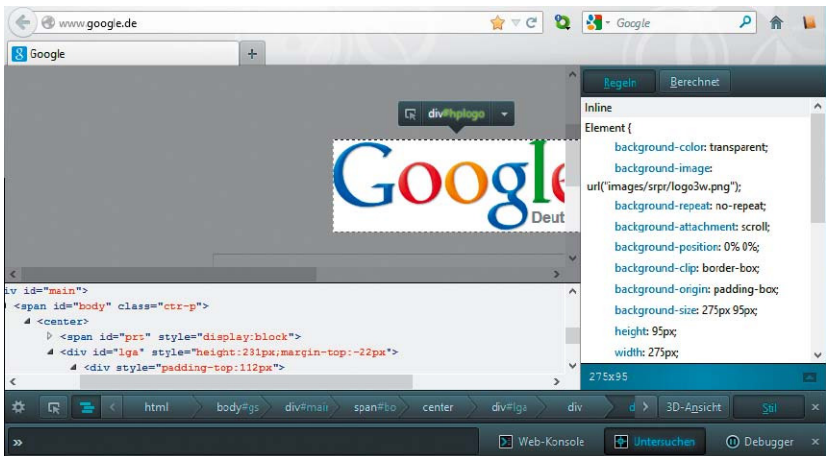 www.google.de
Google
Google
Regeln
Berechnet
div#hplogo
Inline
Element {
background-color: transparent;
background-image:
url("images/srpr/logo3w.png");
background-repeat: no-repeat;
background-attachment: scroll;
background-position: 0% 0%;
background-clip: border-box;
background-origin: padding-box;
background-size: 275px 95px;
height: 95px;
width: 275px;
275x95
Google
Deut
iv id="main">
<span id="body" class="ctr-p">
<center>
<span id="prt" style="display:block">
<div id="lga" style="height:231px;margin-top:-22px">
<div style="padding-top:112px">
html
body#gs
div#main
span#bo
center
div#lga
div
d
3D-Ansicht
Stil
»
Web-Konsole
Untersuchen
Debugger